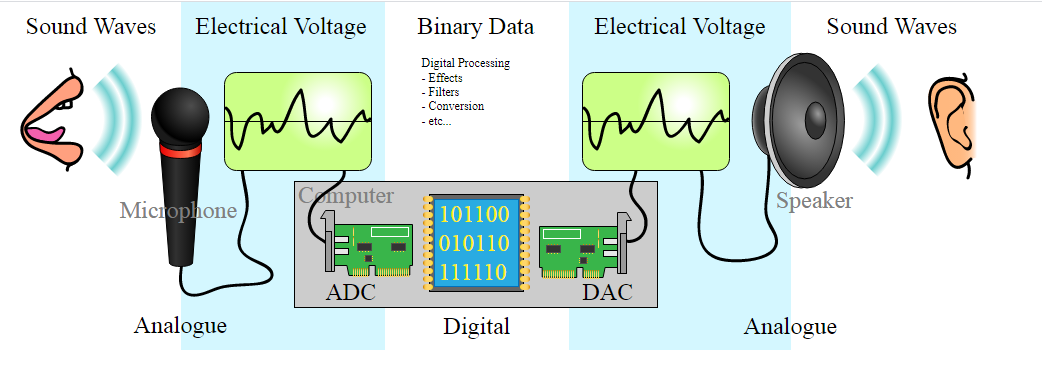 Sound Waves
Electrical Voltage
Binary Data
Electrical Voltage
Sound Waves
Digital Processing
- Effects
- Filters
- Conversion
- etc...
Computer
Microphone
Speaker
101100
010110
111110
ADC
DAC
Analogue
Digital
Analogue